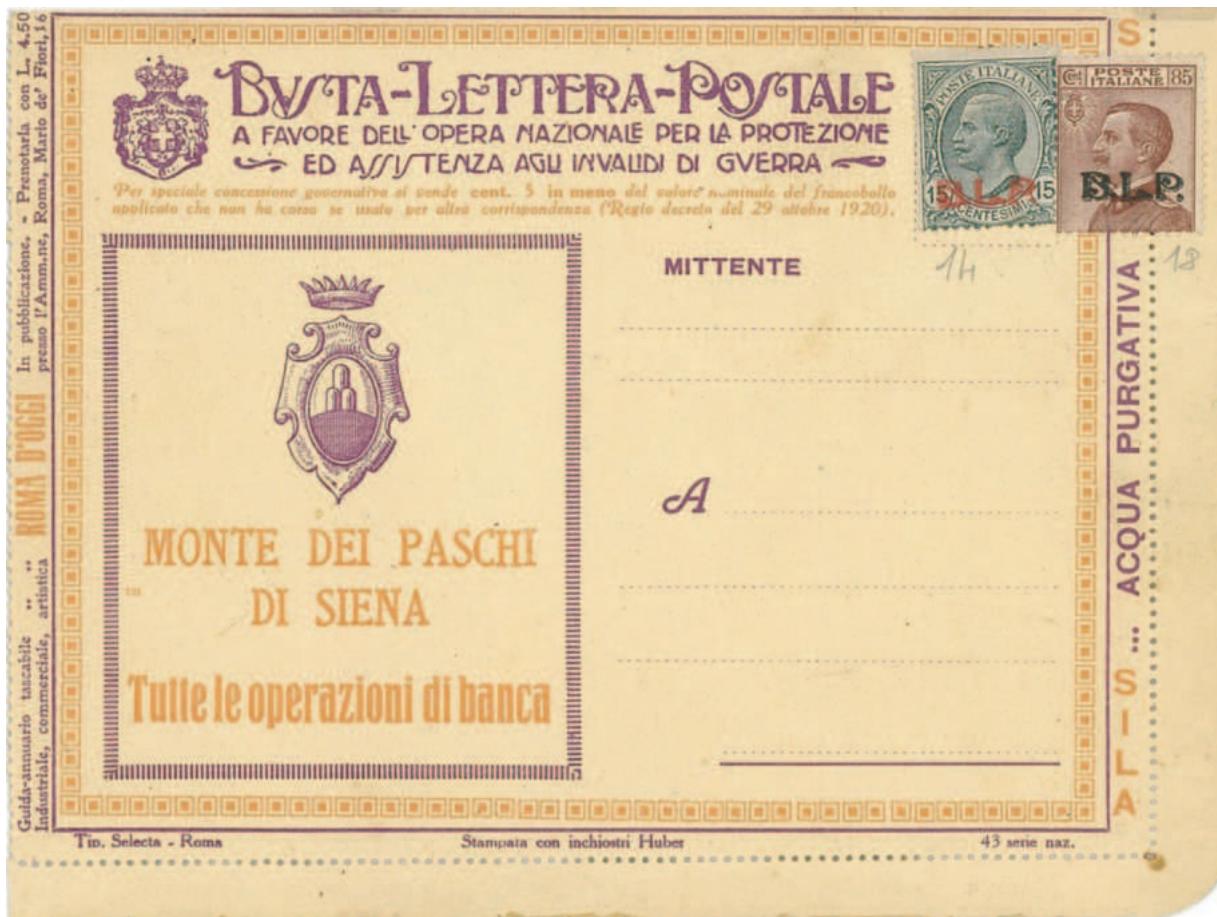 BUSTA-LETTERA-POSTALE
A FAVORE DELL' OPERA NAZIONALE PER LA PROTEZIONE
ED ASSISTENZA AGLI INVALIDI DI GVERRA
Per speciale concessione governativa si vende cent. 5 in meno del valore nominale del francobollo
applicato che non ha corso se usato per altra corrispondenza (Regio decreto del 29 ottobre 1920).
POSTE ITALIANE
15 15
CENTESIMI
B.L.P.
Cmi POSTE ITALIANE 85
B.L.P.
14
18
MITTENTE
A
MONTE DEI PASCHI
DI SIENA
Tutte le operazioni di banca
Guida-annuario tascabile .. .. ROMA D'OGGI In pubblicazione. - Prenotarla con L. 4.50
Industriale, commerciale, artistica presso l'Amm.ne, Roma, Mario de' Fiori, 16
SILA ... ACQUA PURGATIVA
S
Tip. Selecta - Roma
Stampata con inchiostri Huber
43 serie naz.